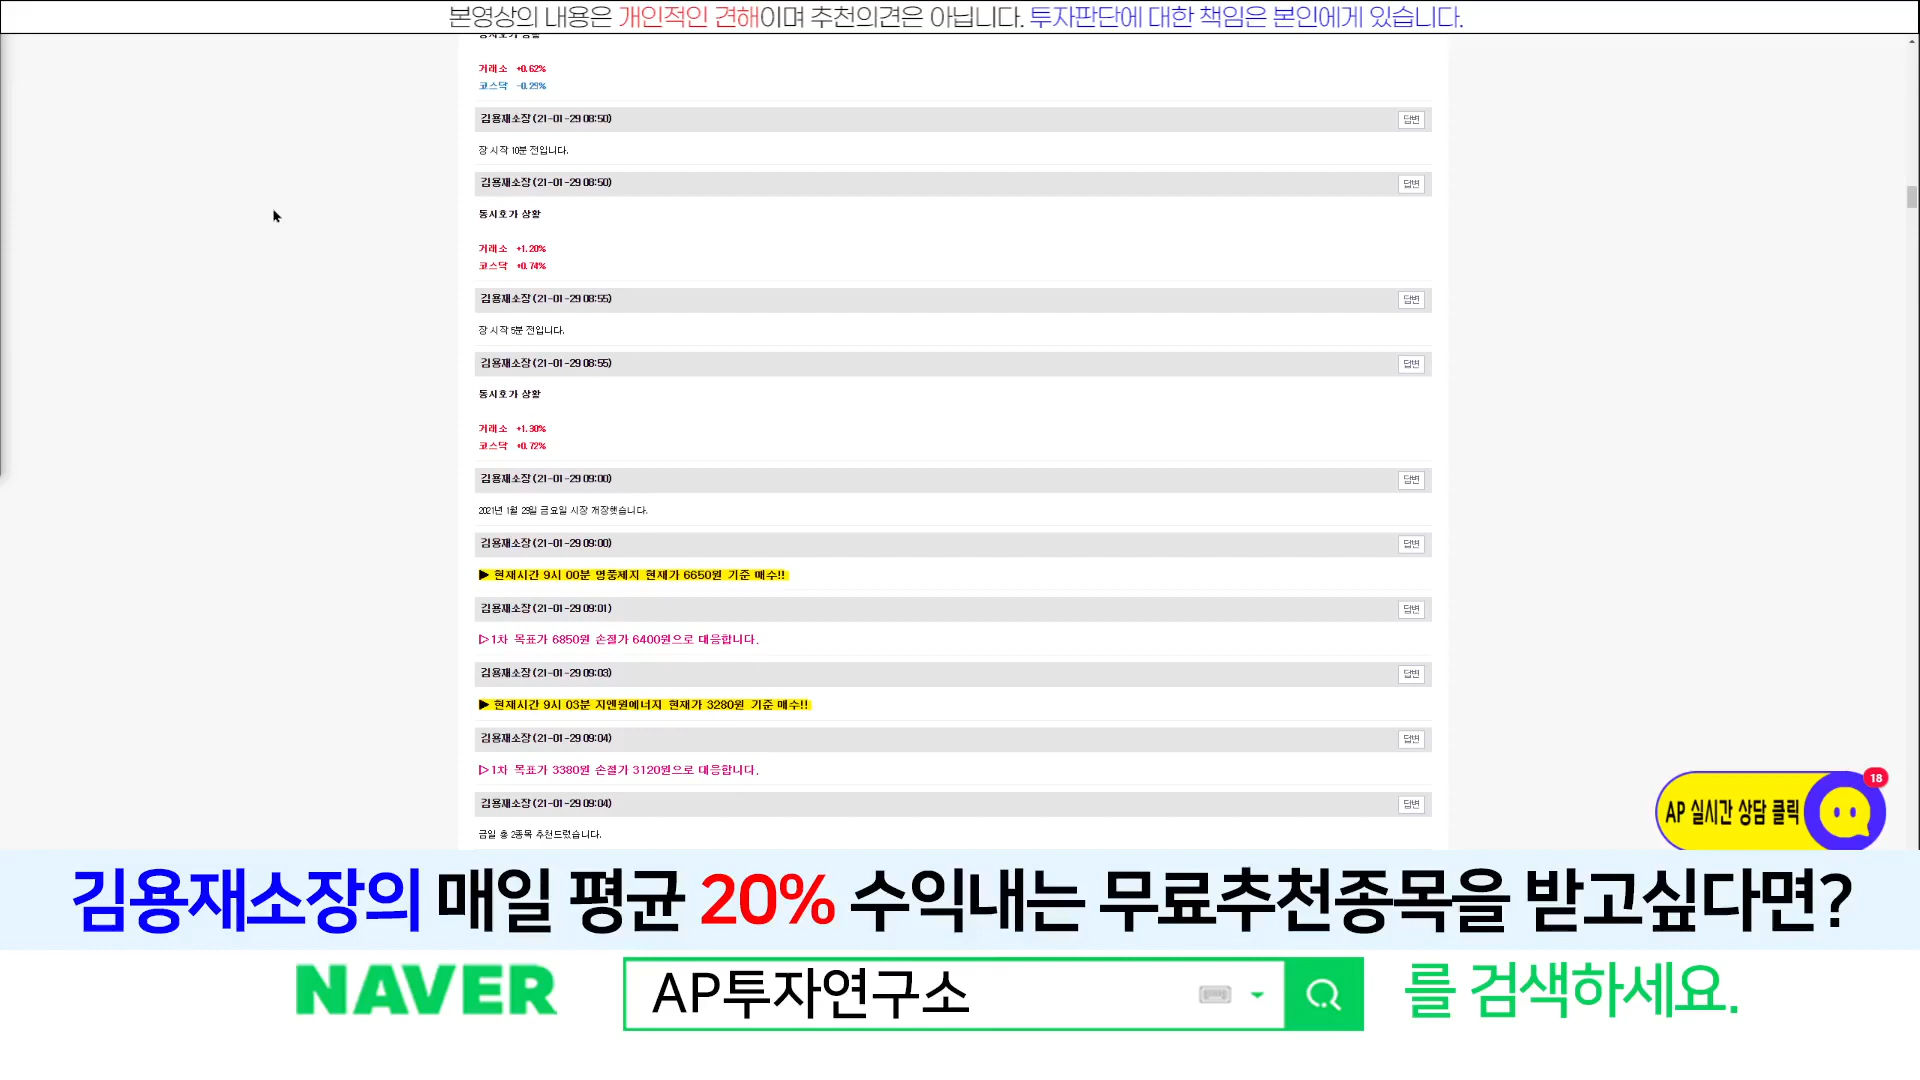 본영상의 내용은 개인적인 견해이며 추천의견은 아닙니다. 투자판단에 대한 책임은 본인에게 있습니다.
동시호가 상황
거래소 +0.62%
코스닥 -0.29%
김용재소장 (21-01-29 08:50) 답변
장 시작 10분 전입니다.
김용재소장 (21-01-29 08:50) 답변
동시호가 상황
거래소 +1.20%
코스닥 +0.74%
김용재소장 (21-01-29 08:55) 답변
장 시작 5분 전입니다.
김용재소장 (21-01-29 08:55) 답변
동시호가 상황
거래소 +1.30%
코스닥 +0.72%
김용재소장 (21-01-29 09:00) 답변
2021년 1월 29일 금요일 시장 개장했습니다.
김용재소장 (21-01-29 09:00) 답변
▶ 현재시간 9시 00분 영풍제지 현재가 6650원 기준 매수!!
김용재소장 (21-01-29 09:01) 답변
▷1차 목표가 6850원 손절가 6400원으로 대응합니다.
김용재소장 (21-01-29 09:03) 답변
▶ 현재시간 9시 03분 지엔원에너지 현재가 3280원 기준 매수!!
김용재소장 (21-01-29 09:04) 답변
▷1차 목표가 3380원 손절가 3120원으로 대응합니다.
김용재소장 (21-01-29 09:04) 답변
금일 총 2종목 추천드렸습니다.
18
AP 실시간 상담 클릭
김용재소장의 매일 평균 20% 수익내는 무료추천종목을 받고싶다면?
NAVER AP투자연구소 를 검색하세요.